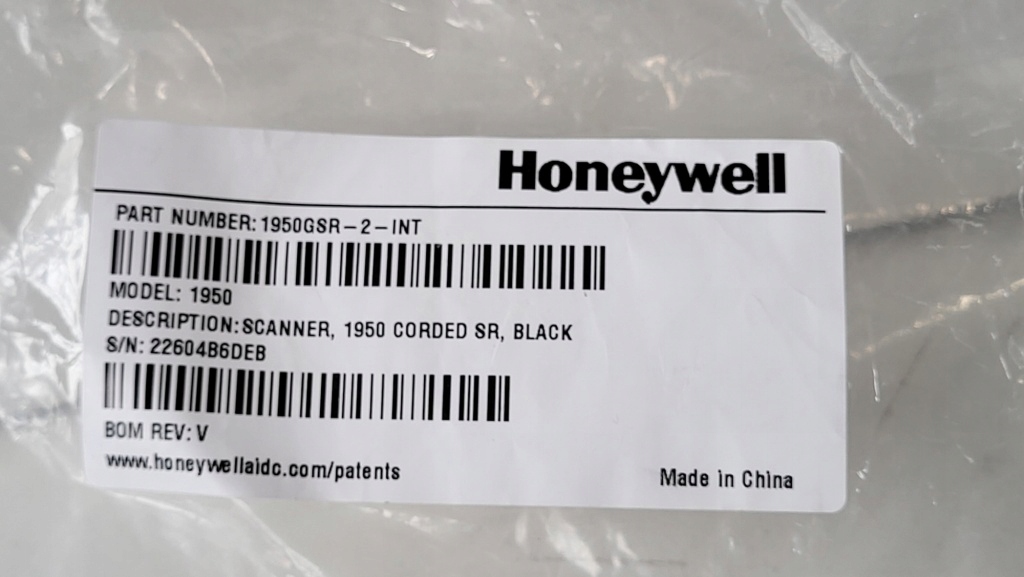 Honeywell
PART NUMBER: 1950GSR-2-INT
MODEL: 1950
DESCRIPTION: SCANNER, 1950 CORDED SR, BLACK
S/N: 22604B6DEB
BOM REV: V
www.honeywellaidc.com/patents
Made in China